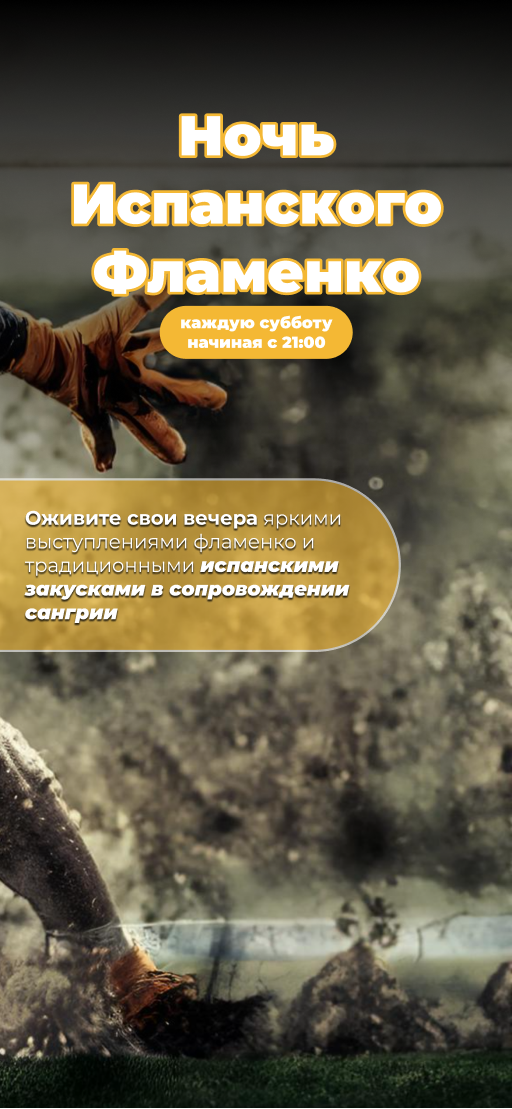 Ночь
Испанского
Фламенко
каждую субботу
начиная с 21:00
Оживите свои вечера яркими
выступлениями фламенко и
традиционными испанскими
закусками в сопровождении
сангрии